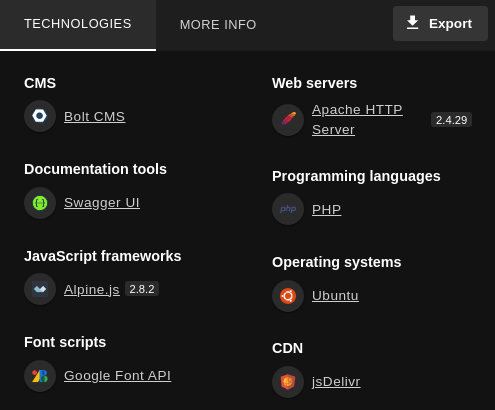 TECHNOLOGIES
MORE INFO
Export
CMS
Bolt CMS
Documentation tools
Swagger UI
JavaScript frameworks
Alpine.js 2.8.2
Font scripts
Google Font API
Web servers
Apache HTTP
Server 2.4.29
Programming languages
php PHP
Operating systems
Ubuntu
CDN
jsDelivr